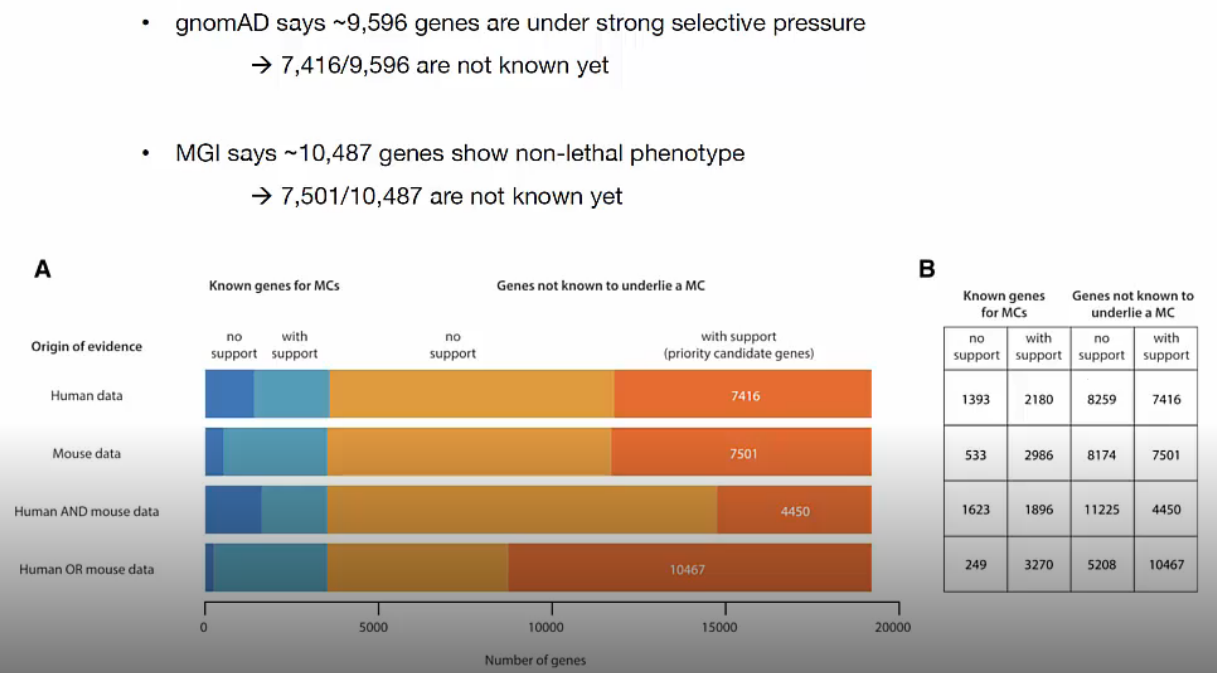 • gnomAD says ~9,596 genes are under strong selective pressure
→ 7,416/9,596 are not known yet
• MGI says ~10,487 genes show non-lethal phenotype
→ 7,501/10,487 are not known yet
A
Known genes for MCs
Genes not known to underlie a MC
Origin of evidence
no support
with support
no support
with support
(priority candidate genes)
Human data
7416
Mouse data
7501
Human AND mouse data
4450
Human OR mouse data
10467
0 5000 10000 15000 20000
Number of genes
B
Known genes for MCs
Genes not known to underlie a MC
no support
with support
no support
with support
1393 2180 8259 7416
533 2986 8174 7501
1623 1896 11225 4450
249 3270 5208 10467